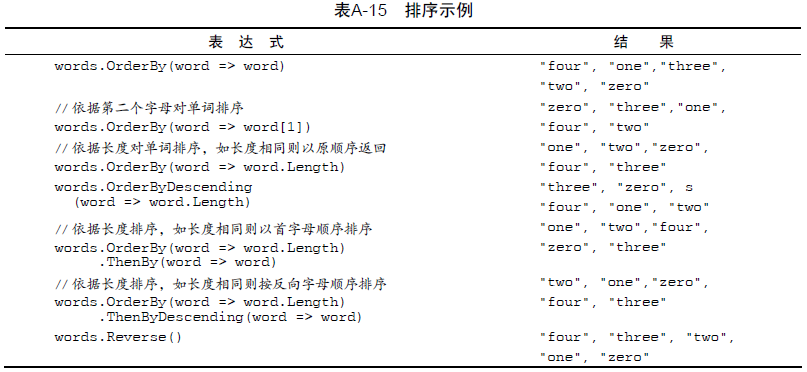 表A-15 排序示例
表 达 式 结 果
words.OrderBy(word => word) "four", "one","three",
"two", "zero"
// 依据第二个字母对单词排序 "zero", "three","one",
words.OrderBy(word => word[1]) "four", "two"
// 依据长度对单词排序，如长度相同则以原顺序返回 "one", "two","zero",
words.OrderBy(word => word.Length) "four", "three"
words.OrderByDescending "three", "zero", s
(word => word.Length) "four", "one", "two"
// 依据长度排序，如长度相同则以首字母顺序排序 "one", "two","four",
words.OrderBy(word => word.Length) "zero", "three"
.ThenBy(word => word)
// 依据长度排序，如长度相同则按反向字母顺序排序 "two", "one","zero",
words.OrderBy(word => word.Length) "four", "three"
.ThenByDescending(word => word)
words.Reverse() "four", "three", "two",
"one", "zero"